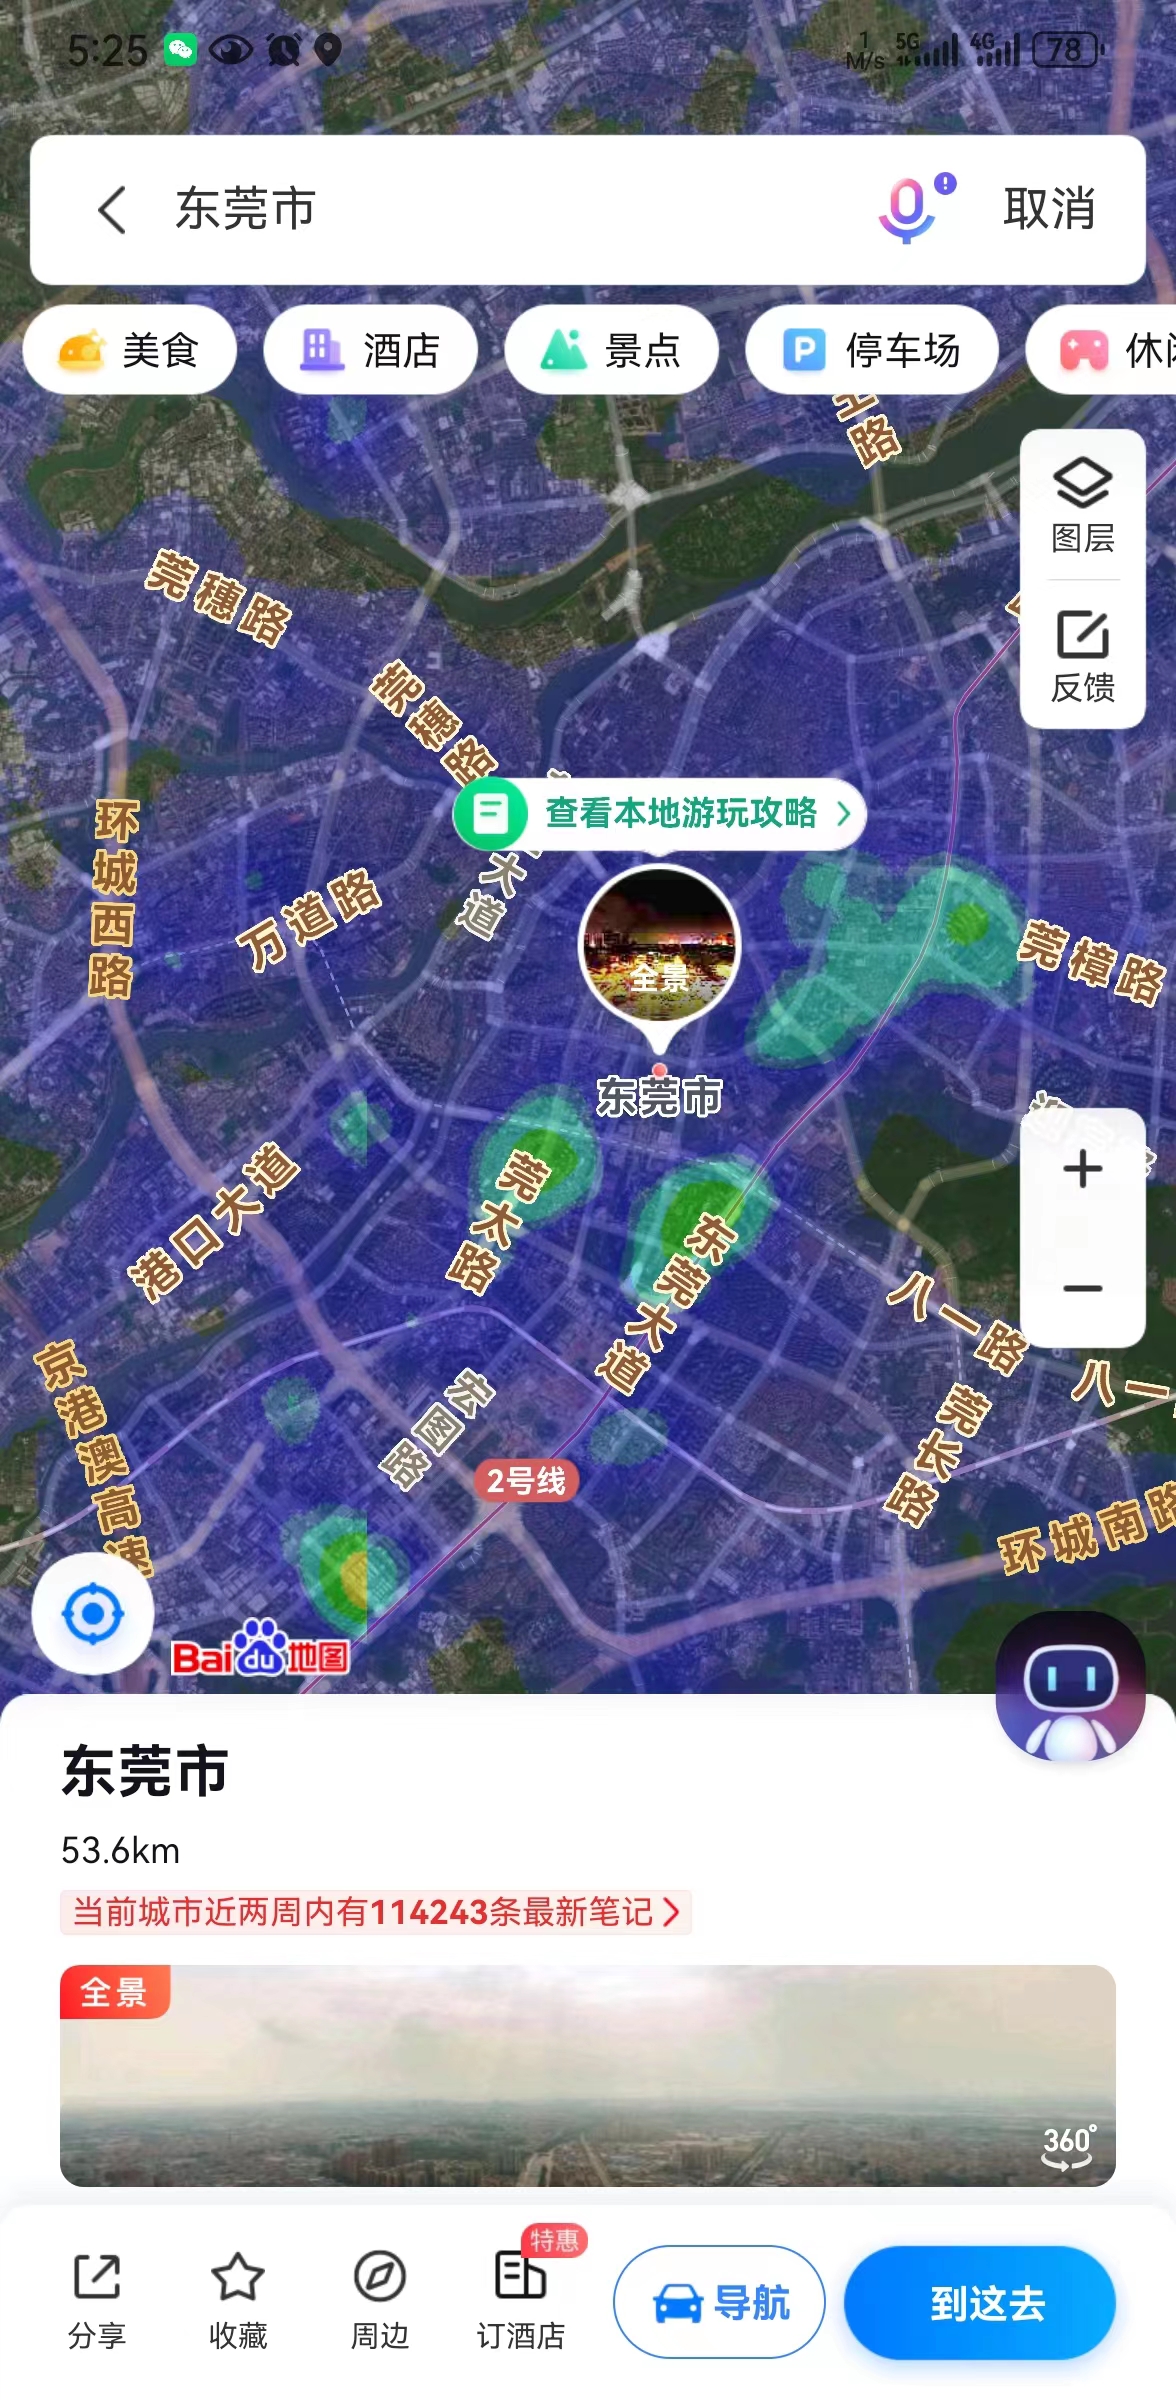 5:25
1 M/s 5G 4G 78
东莞市 取消
美食 酒店 景点 停车场
路
图层
反馈
莞穗路
莞穗路
查看本地游玩攻略
大道
环城西路
万道路
全景
莞樟路
东莞市
港口大道
莞太路
东莞大道
八一路
八一
京港澳高速
宏图路
莞长路
2号线
环城南路
Bai du 地图
东莞市
53.6km
当前城市近两周内有114243条最新笔记
全景
360°
特惠
分享 收藏 周边 订酒店 导航 到这去